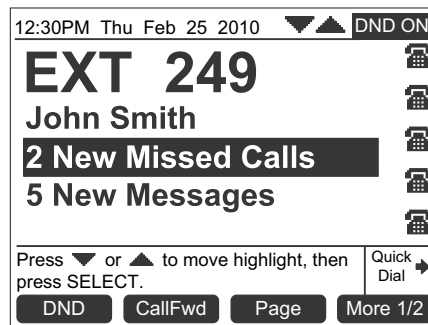 12:30PM Thu Feb 25 2010 DND ON
EXT 249
John Smith
2 New Missed Calls
5 New Messages
Press ▼ or ▲ to move highlight, then
press SELECT.
Quick
Dial
DND CallFwd Page More 1/2